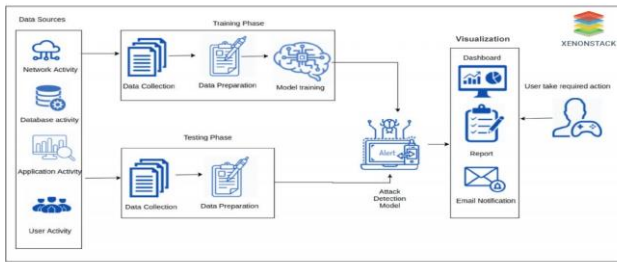 Data Sources
Network Activity
Database activity
Application Activity
User Activity
Training Phase
Data Collection
Data Preparation
Model training
Testing Phase
Data Collection
Data Preparation
Alert
Attack
Detection
Model
Visualization
Dashboard
Report
Email Notification
XENONSTACK
User take required action